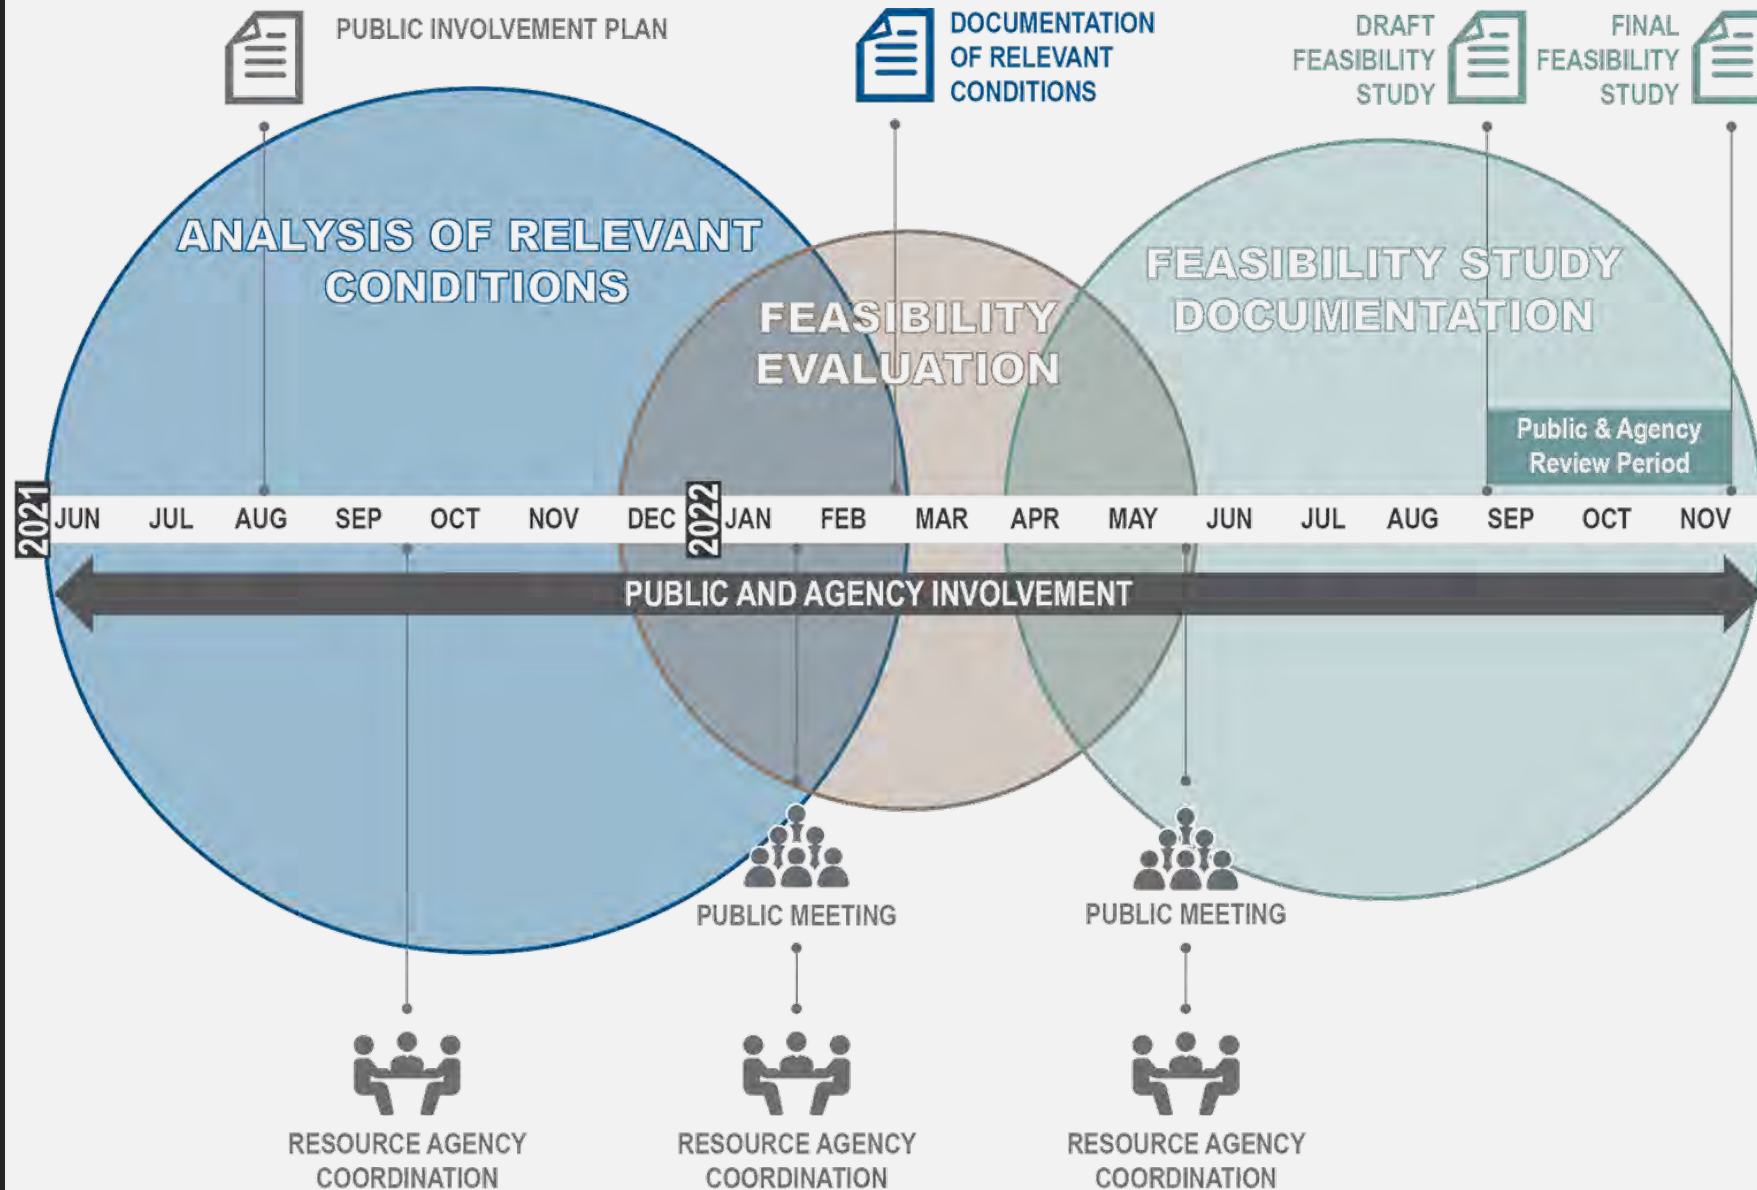 PUBLIC INVOLVEMENT PLAN
DOCUMENTATION
OF RELEVANT
CONDITIONS
DRAFT
FEASIBILITY
STUDY
FINAL
FEASIBILITY
STUDY
ANALYSIS OF RELEVANT
CONDITIONS
FEASIBILITY
EVALUATION
FEASIBILITY STUDY
DOCUMENTATION
Public & Agency
Review Period
2021
JUN JUL AUG SEP OCT NOV DEC
2022
JAN FEB MAR APR MAY JUN JUL AUG SEP OCT NOV
PUBLIC AND AGENCY INVOLVEMENT
PUBLIC MEETING
PUBLIC MEETING
RESOURCE AGENCY
COORDINATION
RESOURCE AGENCY
COORDINATION
RESOURCE AGENCY
COORDINATION